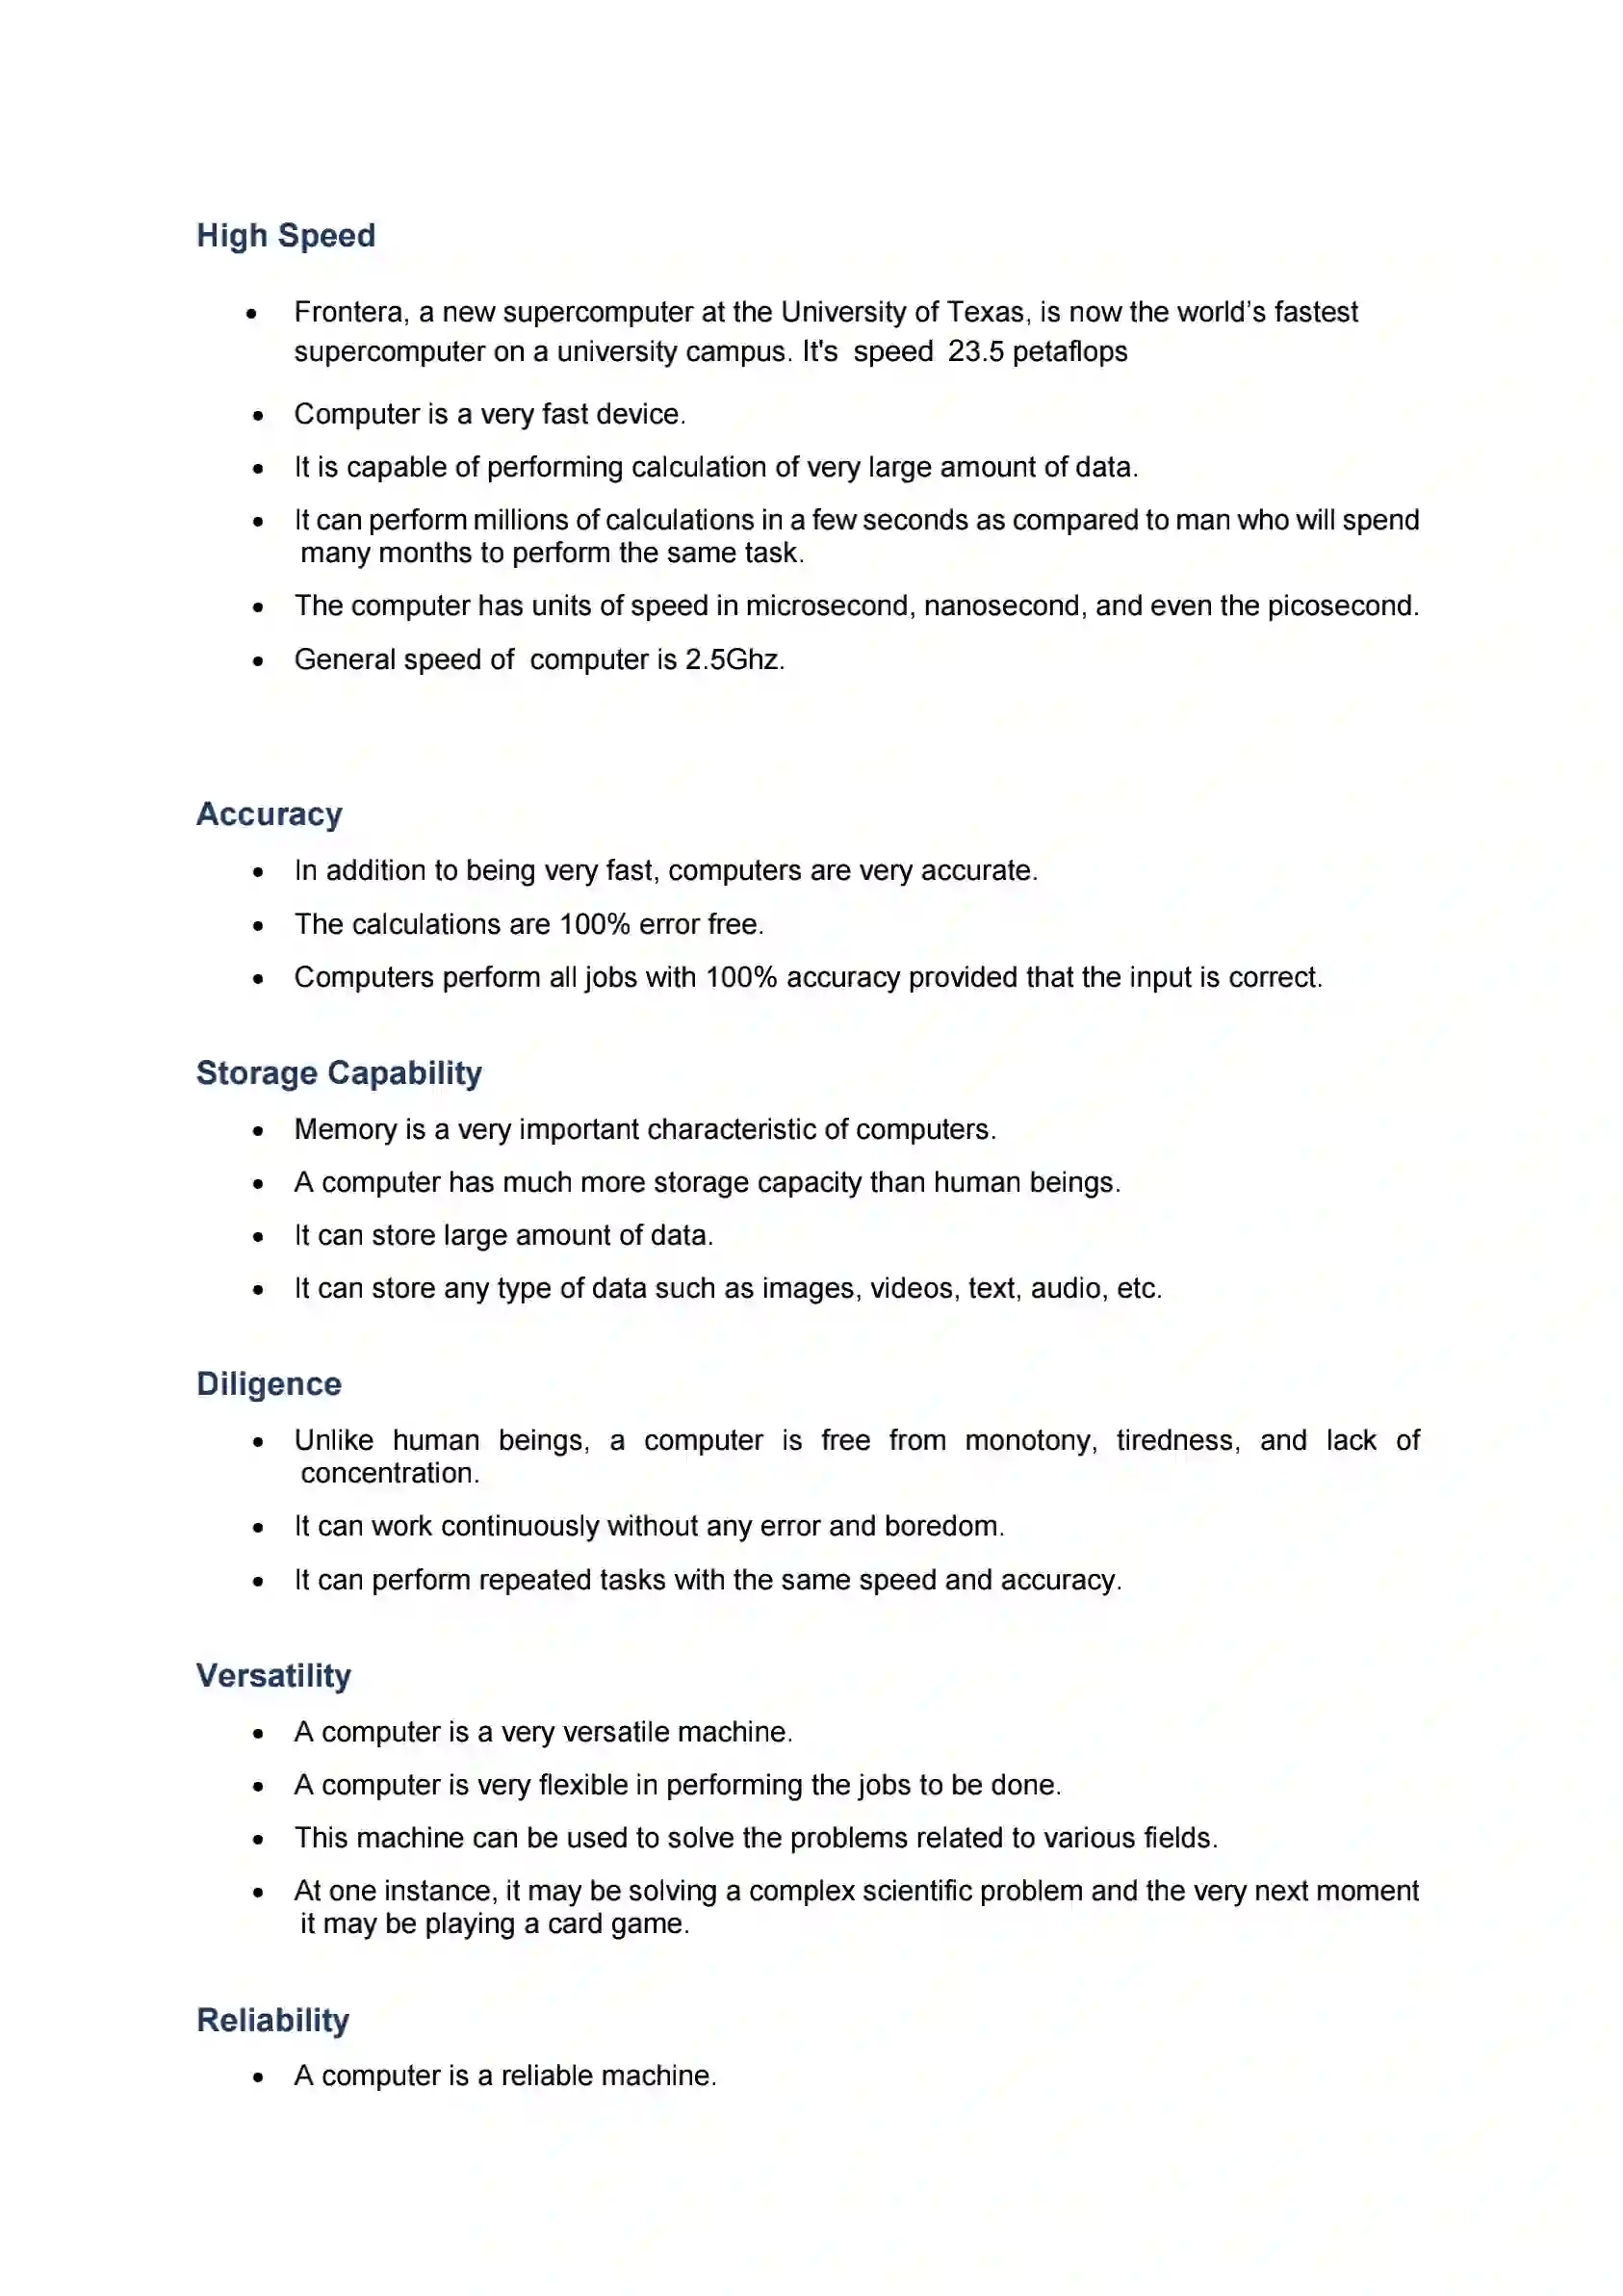 High Speed
• Frontera, a new supercomputer at the University of Texas, is now the world’s fastest
supercomputer on a university campus. It's  speed  23.5 petaflops
• Computer is a very fast device.
• It is capable of performing calculation of very large amount of data.
• It can perform millions of calculations in a few seconds as compared to man who will spend
many months to perform the same task.
• The computer has units of speed in microsecond, nanosecond, and even the picosecond.
• General speed of  computer is 2.5Ghz.
Accuracy
• In addition to being very fast, computers are very accurate.
• The calculations are 100% error free.
• Computers perform all jobs with 100% accuracy provided that the input is correct.
Storage Capability
• Memory is a very important characteristic of computers.
• A computer has much more storage capacity than human beings.
• It can store large amount of data.
• It can store any type of data such as images, videos, text, audio, etc.
Diligence
• Unlike human beings, a computer is free from monotony, tiredness, and lack of
concentration.
• It can work continuously without any error and boredom.
• It can perform repeated tasks with the same speed and accuracy.
Versatility
• A computer is a very versatile machine.
• A computer is very flexible in performing the jobs to be done.
• This machine can be used to solve the problems related to various fields.
• At one instance, it may be solving a complex scientific problem and the very next moment
it may be playing a card game.
Reliability
• A computer is a reliable machine.